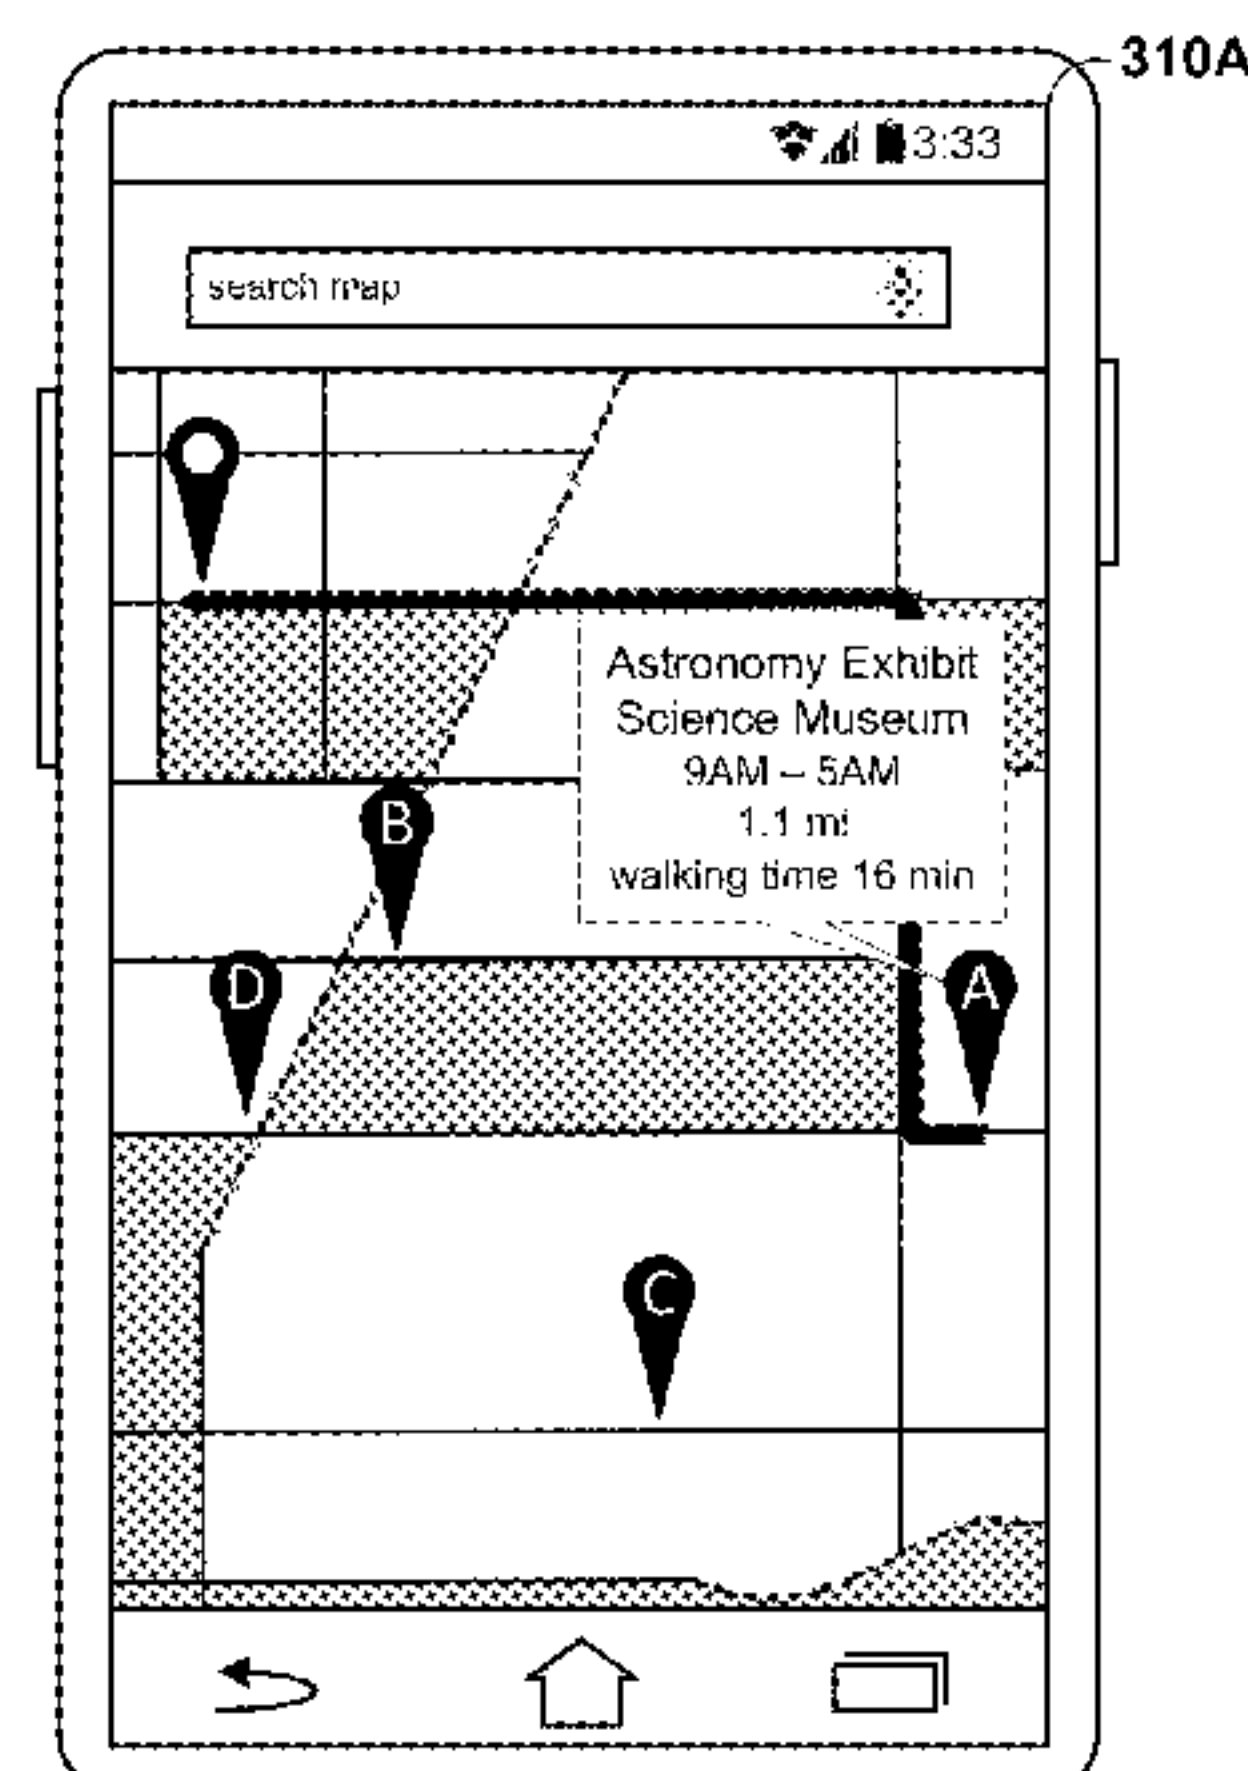 310A
3:33
search map
Astronomy Exhibit
Science Museum
9AM – 5AM
1.1 mi
walking time 16 min
B
D
A
C